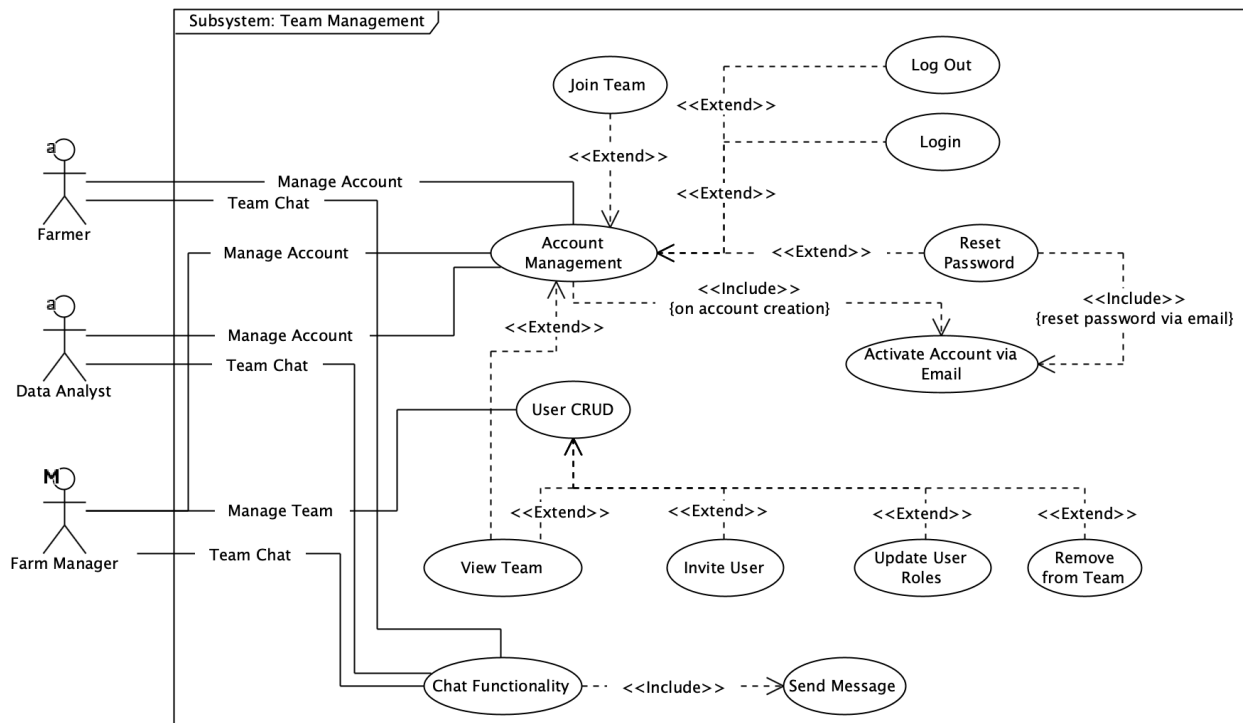 Subsystem: Team Management
Log Out
Join Team
<<Extend>>
Login
<<Extend>>
a
Manage Account
<<Extend>>
Team Chat
Farmer
Account
Management
Manage Account
<<Extend>>
Reset
Password
<<Include>>
{on account creation}
<<Include>>
{reset password via email}
a
<<Extend>>
Manage Account
Activate Account via
Email
Team Chat
Data Analyst
User CRUD
M
Manage Team
<<Extend>>
<<Extend>>
<<Extend>>
<<Extend>>
Team Chat
Farm Manager
View Team
Invite User
Update User
Roles
Remove
from Team
Chat Functionality
<<Include>>
Send Message